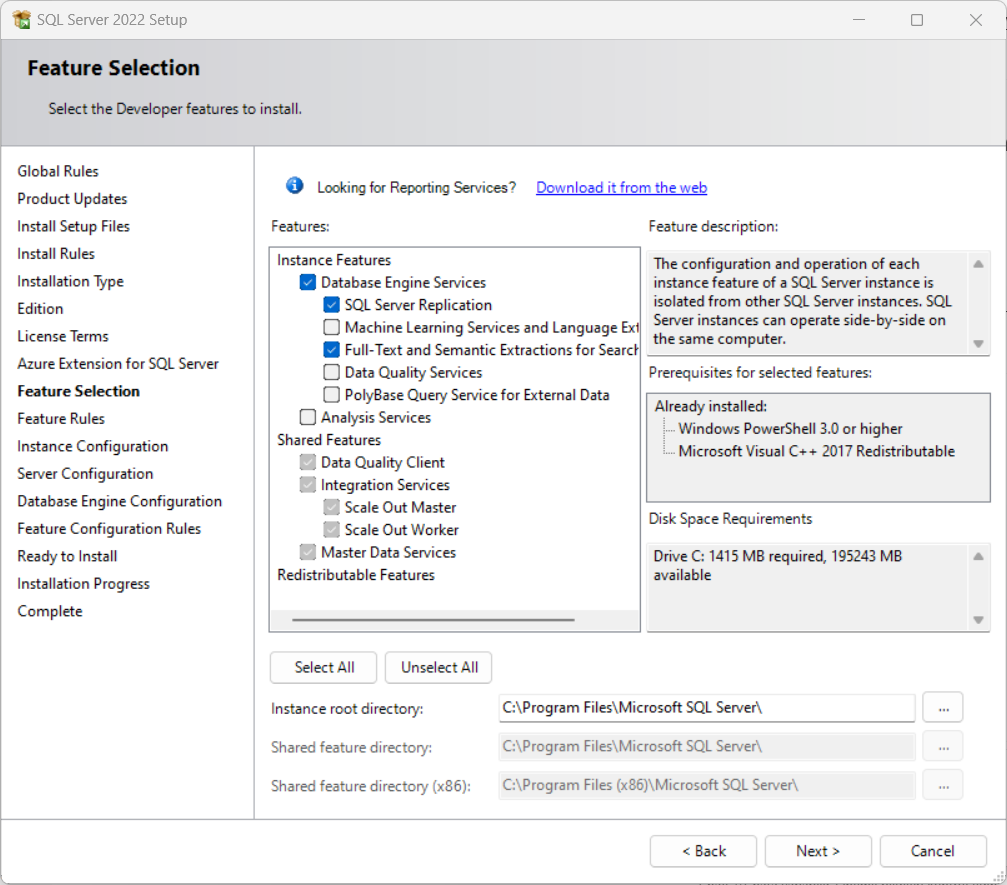 SQL Server 2022 Setup
Feature Selection
Select the Developer features to install.
Global Rules
Product Updates
Install Setup Files
Install Rules
Installation Type
Edition
License Terms
Azure Extension for SQL Server
Feature Selection
Feature Rules
Instance Configuration
Server Configuration
Database Engine Configuration
Feature Configuration Rules
Ready to Install
Installation Progress
Complete
Looking for Reporting Services? Download it from the web
Features:
Instance Features
Database Engine Services
SQL Server Replication
Machine Learning Services and Language Ext
Full-Text and Semantic Extractions for Search
Data Quality Services
PolyBase Query Service for External Data
Analysis Services
Shared Features
Data Quality Client
Integration Services
Scale Out Master
Scale Out Worker
Master Data Services
Redistributable Features
Feature description:
The configuration and operation of each
instance feature of a SQL Server instance is
isolated from other SQL Server instances. SQL
Server instances can operate side-by-side on
the same computer.
Prerequisites for selected features:
Already installed:
Windows PowerShell 3.0 or higher
Microsoft Visual C++ 2017 Redistributable
Disk Space Requirements
Drive C: 1415 MB required, 195243 MB
available
Select All
Unselect All
Instance root directory: C:\Program Files\Microsoft SQL Server\ ...
Shared feature directory: C:\Program Files\Microsoft SQL Server\ ...
Shared feature directory (x86): C:\Program Files (x86)\Microsoft SQL Server\ ...
< Back
Next >
Cancel